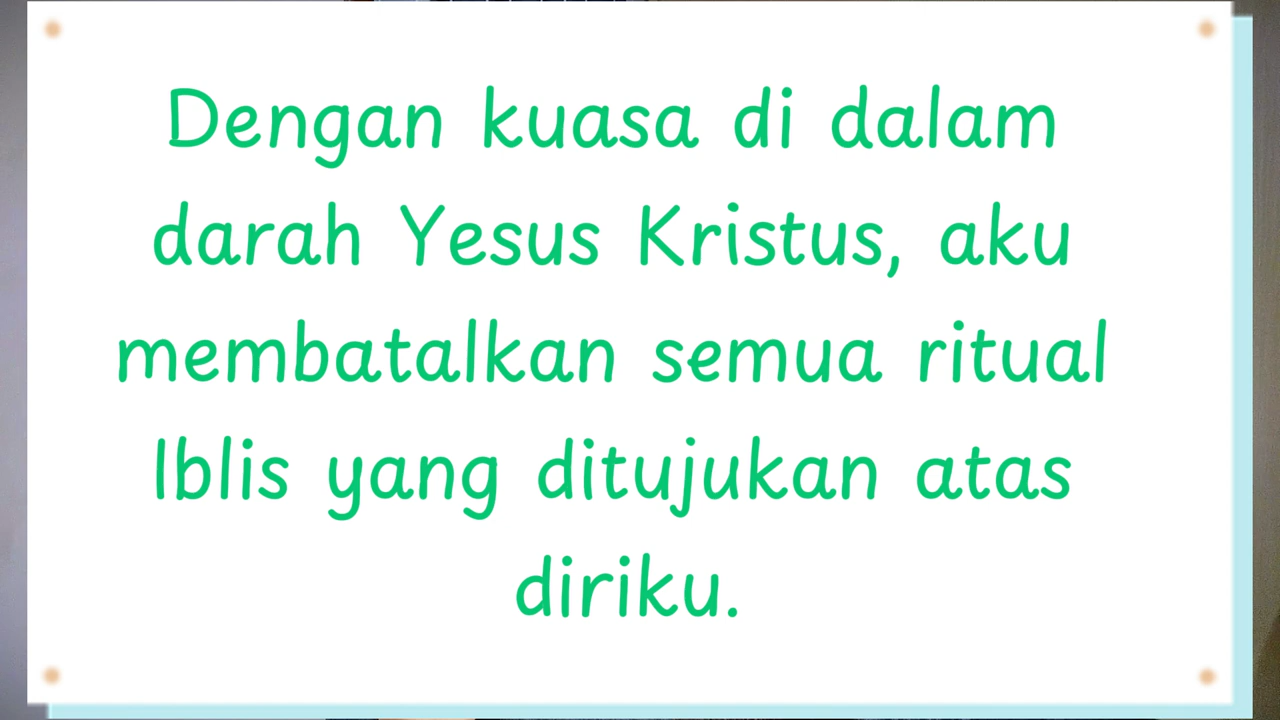 Dengan kuasa di dalam
darah Yesus Kristus, aku
membatalkan semua ritual
Iblis yang ditujukan atas
diriku.